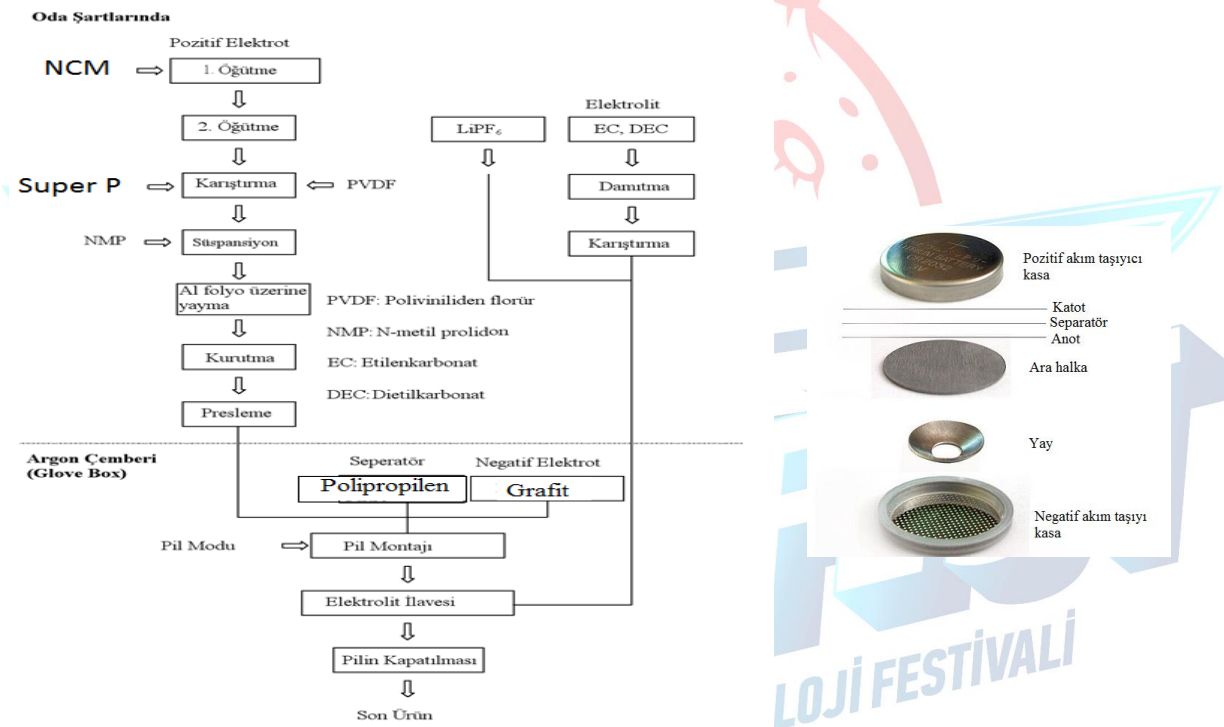 Oda Şartlarında
Pozitif Elektrot
NCM
1. Öğütme
2. Öğütme
Super P
Karıştırma
PVDF
NMP
Süspansiyon
Al folyo üzerine
yayma
Kurutma
Presleme
LiPF₆
Elektrolit
EC, DEC
Damıtma
Karıştırma
PVDF: Poliviniliden florür
NMP: N-metil prolidon
EC: Etilenkarbonat
DEC: Dietilkarbonat
Argon Çemberi
(Glove Box)
Seperatör
Polipropilen
Negatif Elektrot
Grafit
Pil Modu
Pil Montajı
Elektrolit İlavesi
Pilin Kapatılması
Son Ürün
Pozitif akım taşıyıcı
kasa
Katot
Separatör
Anot
Ara halka
Yay
Negatif akım taşıyı
kasa
LOJİ FESTİVALİ